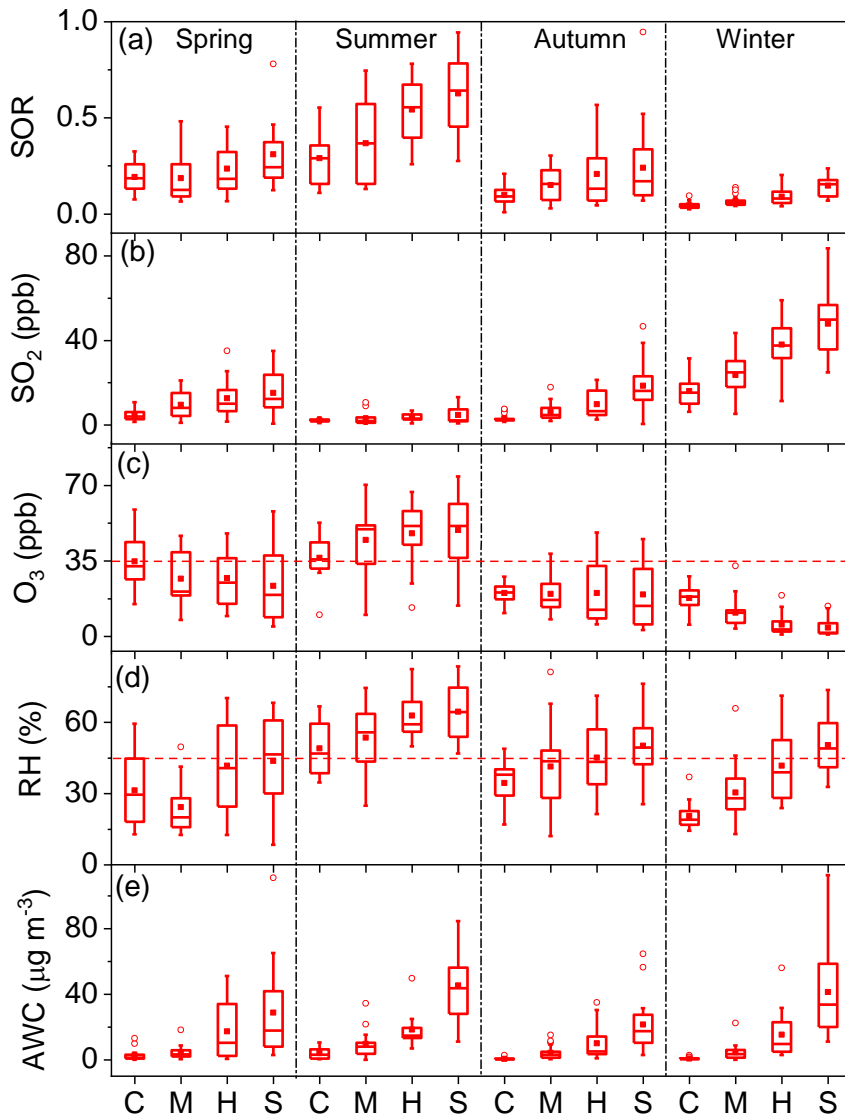 (a) Spring Summer Autumn Winter
1.0
0.5
0.0
SOR
(b)
80
40
0
SO₂ (ppb)
(c)
70
35
0
O₃ (ppb)
(d)
60
30
0
RH (%)
(e)
80
40
0
AWC (μg m⁻³)
C M H S C M H S C M H S C M H S